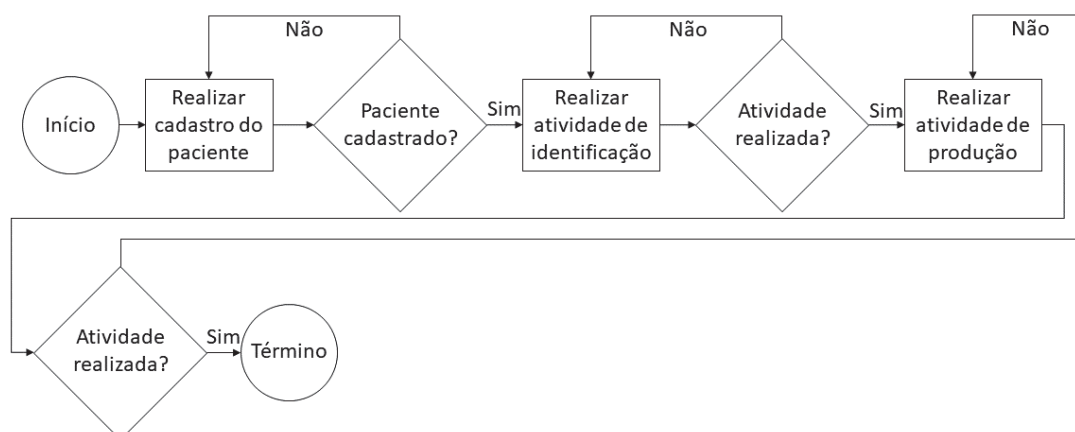 Não
Não
Não
Início
Realizar
cadastro do
paciente
Paciente
cadastrado?
Sim
Realizar
atividade de
identificação
Atividade
realizada?
Sim
Realizar
atividade de
produção
Atividade
realizada?
Sim
Término